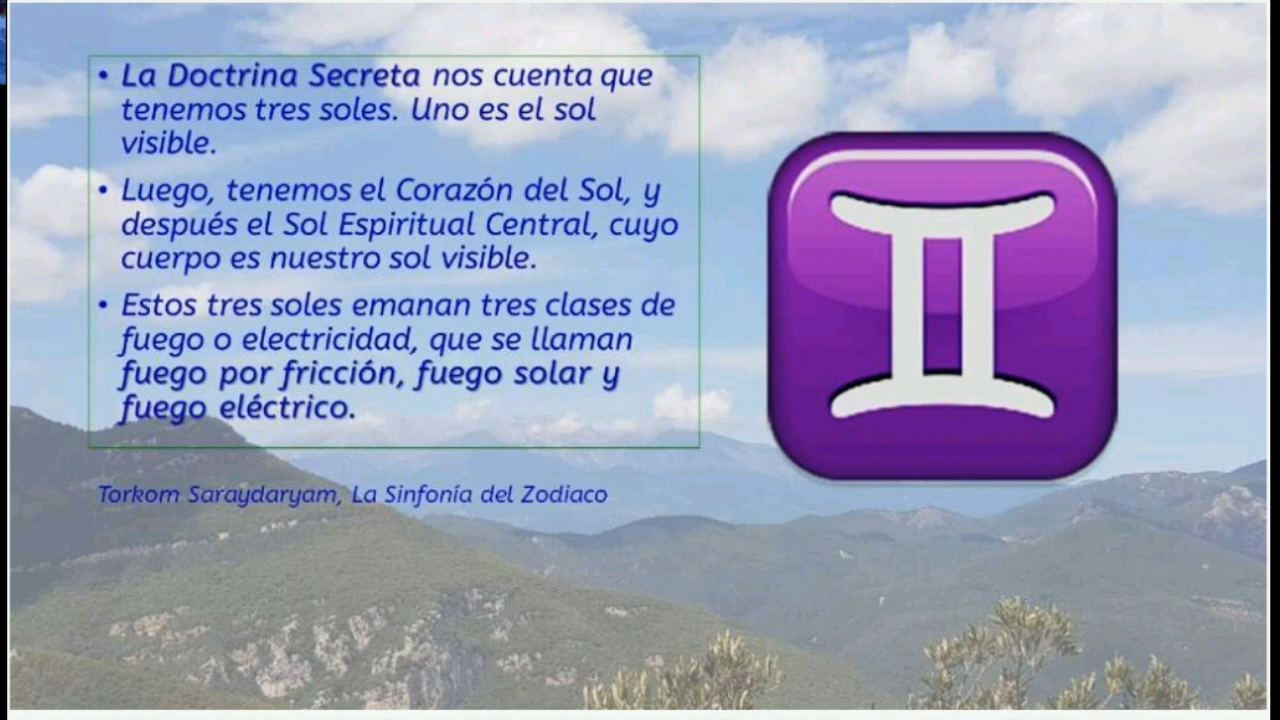 • La Doctrina Secreta nos cuenta que
tenemos tres soles. Uno es el sol
visible.
• Luego, tenemos el Corazón del Sol, y
después el Sol Espiritual Central, cuyo
cuerpo es nuestro sol visible.
• Estos tres soles emanan tres clases de
fuego o electricidad, que se llaman
fuego por fricción, fuego solar y
fuego eléctrico.
Torkom Saraydaryam, La Sinfonía del Zodiaco